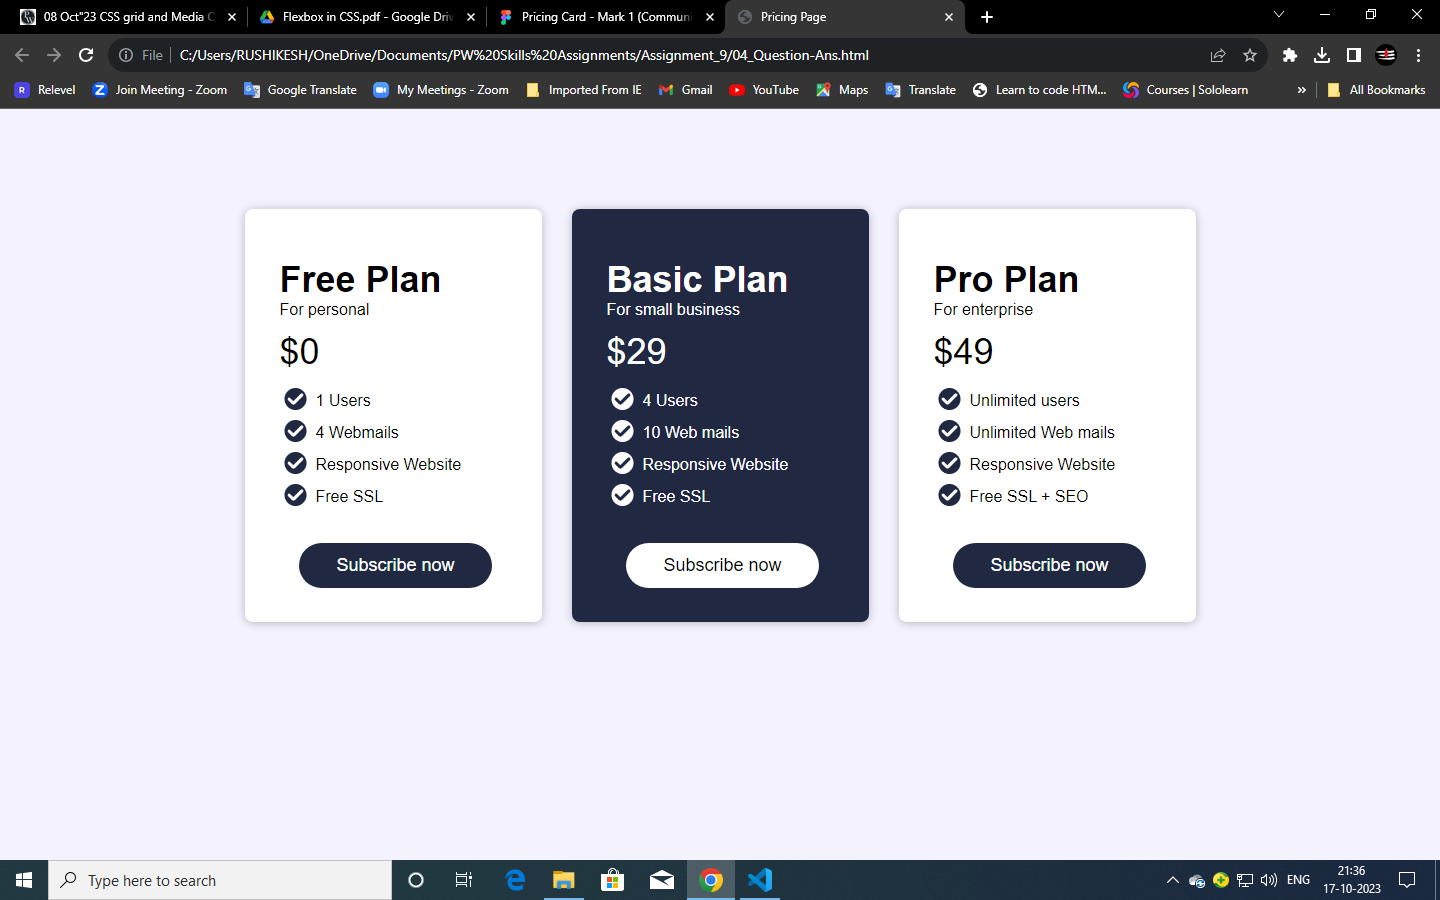 08 Oct"23 CSS grid and Media Q
Flexbox in CSS.pdf - Google Driv
Pricing Card - Mark 1 (Communi
Pricing Page
File
C:/Users/RUSHIKESH/OneDrive/Documents/PW%20Skills%20Assignments/Assignment_9/04_Question-Ans.html
R Relevel
Z Join Meeting - Zoom
Google Translate
My Meetings - Zoom
Imported From IE
Gmail
YouTube
Maps
Translate
Learn to code HTM...
Courses | Sololearn
»
All Bookmarks
Free Plan
For personal
$0
1 Users
4 Webmails
Responsive Website
Free SSL
Subscribe now
Basic Plan
For small business
$29
4 Users
10 Web mails
Responsive Website
Free SSL
Subscribe now
Pro Plan
For enterprise
$49
Unlimited users
Unlimited Web mails
Responsive Website
Free SSL + SEO
Subscribe now
Type here to search
ENG
21:36
17-10-2023